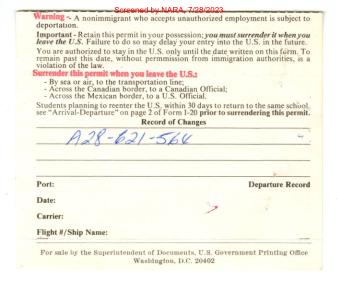 Screened by NARA, 7/28/2023
Warning - A nonimmigrant who accepts unauthorized employment is subject to
deportation.
Important - Retain this permit in your possession; you must surrender it when you
leave the U.S. Failure to do so may delay your entry into the U.S. in the future.
You are authorized to stay in the U.S. only until the date written on this form. To
remain past this date, without permmission from immigration authorities, is a
violation of the law.
Surrender this permit when you leave the U.S.:
- By sea or air, to the transportation line;
- Across the Canadian border, to a Canadian Official;
- Across the Mexican border, to a U.S. Official.
Students planning to reenter the U.S. within 30 days to return to the same school,
see "Arrival-Departure" on page 2 of Form I-20 prior to surrendering this permit.
Record of Changes
A28-621-564
Port: Departure Record
Date:
Carrier:
Flight #/Ship Name:
For sale by the Superintendent of Documents, U.S. Government Printing Office
Washington, D.C. 20402